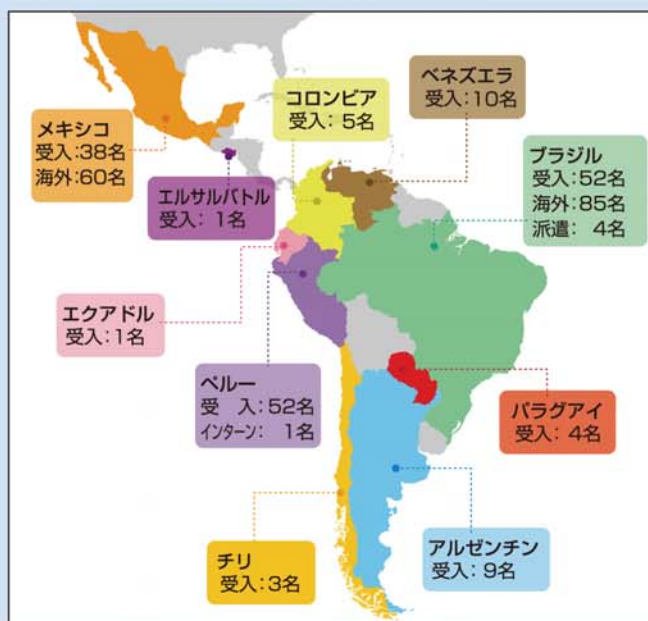 メキシコ
受入:38名
海外:60名
コロンビア
受入: 5名
ベネズエラ
受入:10名
ブラジル
受入:52名
海外:85名
派遣: 4名
エルサルバトル
受入: 1名
エクアドル
受入:1名
ペルー
受 入:52名
インターン: 1名
パラグアイ
受入: 4名
チリ
受入:3名
アルゼンチン
受入:9名